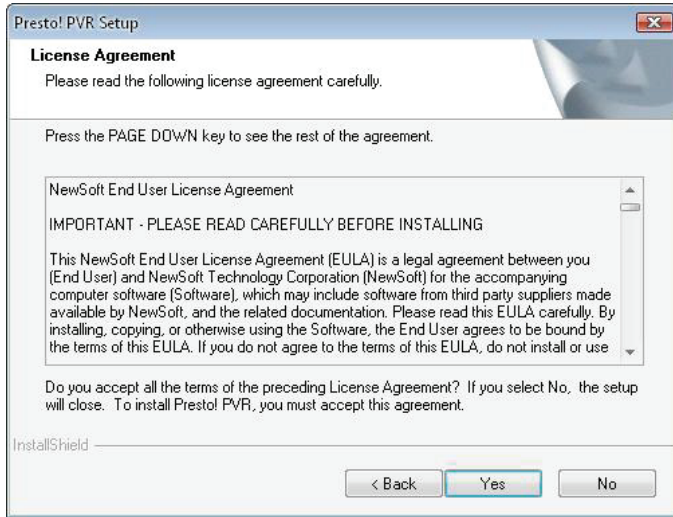 Presto! PVR Setup
License Agreement
Please read the following license agreement carefully.
Press the PAGE DOWN key to see the rest of the agreement.
NewSoft End User License Agreement
IMPORTANT - PLEASE READ CAREFULLY BEFORE INSTALLING
This NewSoft End User License Agreement (EULA) is a legal agreement between you
(End User) and NewSoft Technology Corporation (NewSoft) for the accompanying
computer software (Software), which may include software from third party suppliers made
available by NewSoft, and the related documentation. Please read this EULA carefully. By
installing, copying, or otherwise using the Software, the End User agrees to be bound by
the terms of this EULA. If you do not agree to the terms of this EULA, do not install or use
Do you accept all the terms of the preceding License Agreement? If you select No, the setup
will close. To install Presto! PVR, you must accept this agreement.
InstallShield
< Back Yes No